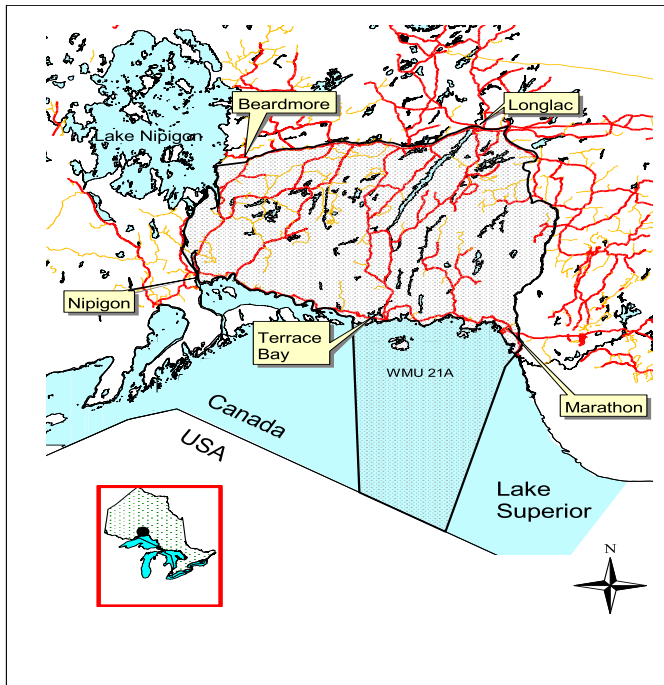 Beardmore
Longlac
Lake Nipigon
Nipigon
Terrace
Bay
WMU 21A
Marathon
Canada
USA
Lake
Superior
N